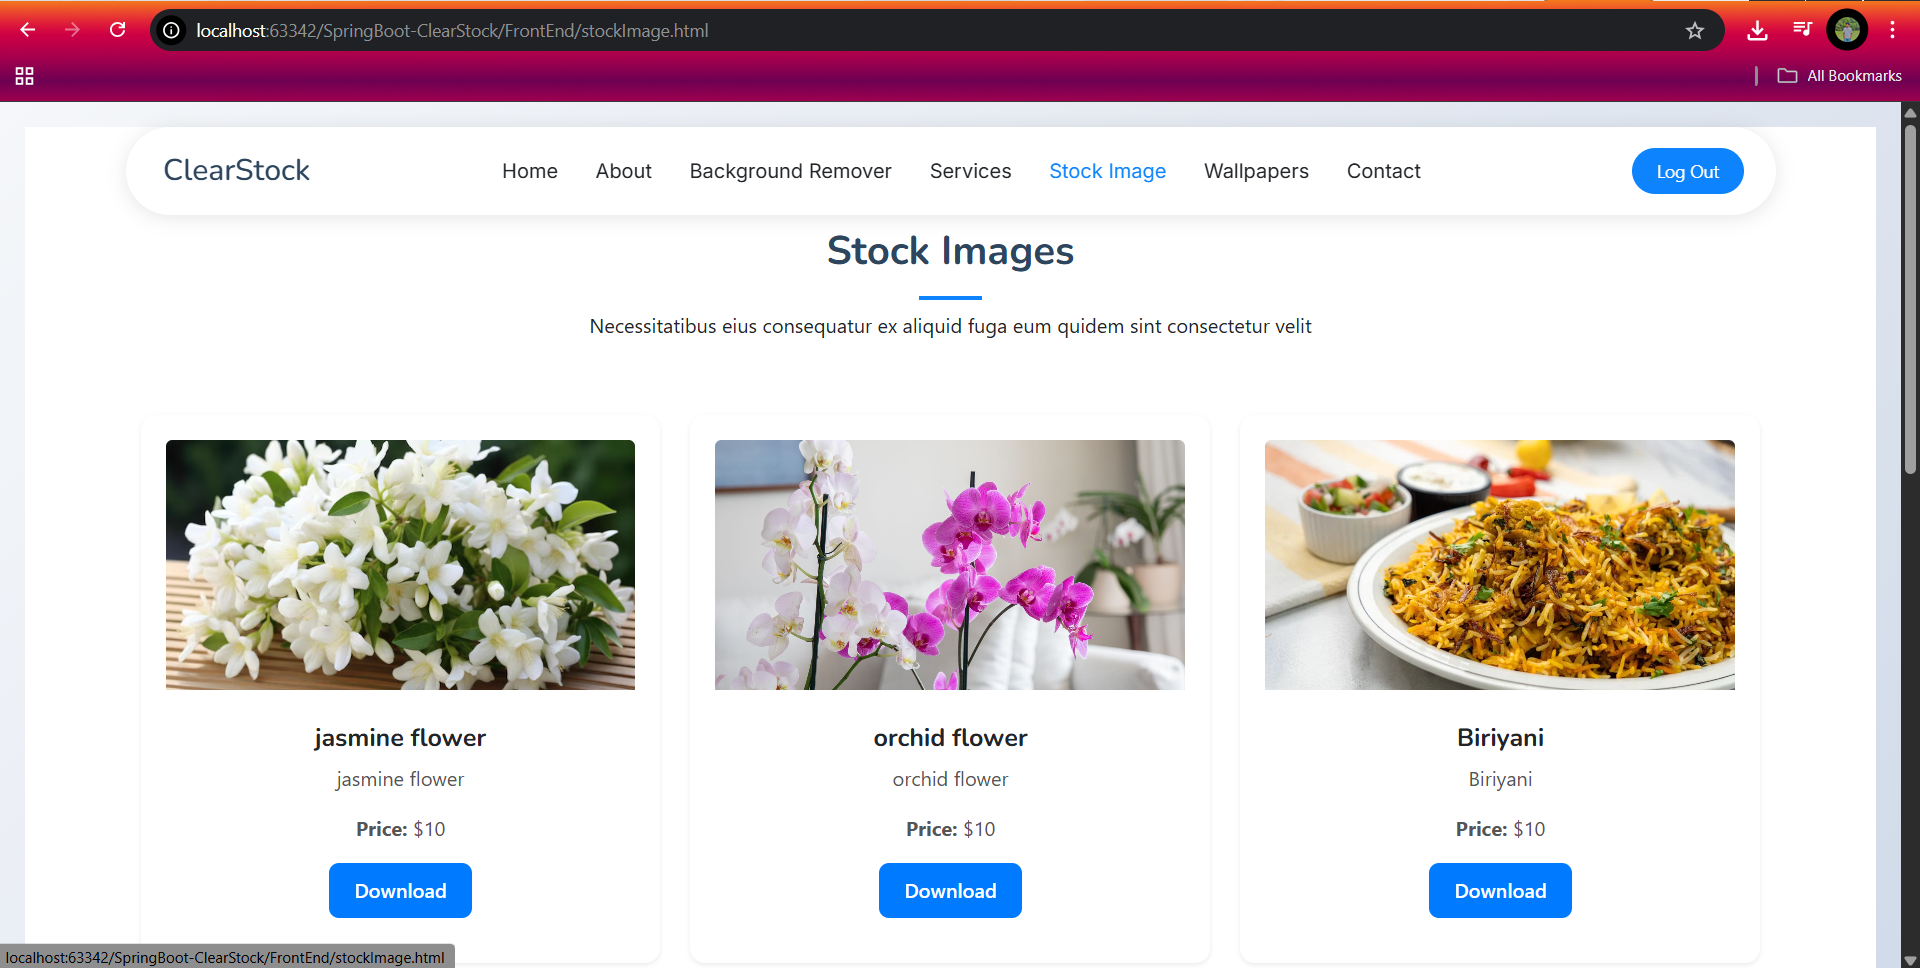 localhost:63342/SpringBoot-ClearStock/FrontEnd/stockImage.html
All Bookmarks
ClearStock Home About Background Remover Services Stock Image Wallpapers Contact Log Out
Stock Images
Necessitatibus eius consequatur ex aliquid fuga eum quidem sint consectetur velit
jasmine flower
jasmine flower
Price: $10
Download
orchid flower
orchid flower
Price: $10
Download
Biriyani
Biriyani
Price: $10
Download
localhost:63342/SpringBoot-ClearStock/FrontEnd/stockImage.html